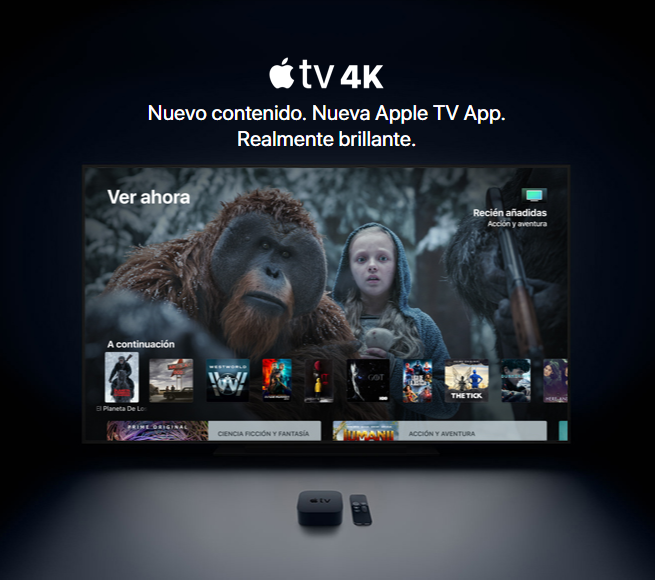 tv 4K
Nuevo contenido. Nueva Apple TV App.
Realmente brillante.
Ver ahora
Recién añadidas
Acción y aventura
A continuación
WESTWORLD
THE TICK
El Planeta De Los
PRIME ORIGINAL
CIENCIA FICCIÓN Y FANTASÍA
JUMANJI
ACCIÓN Y AVENTURA
tv